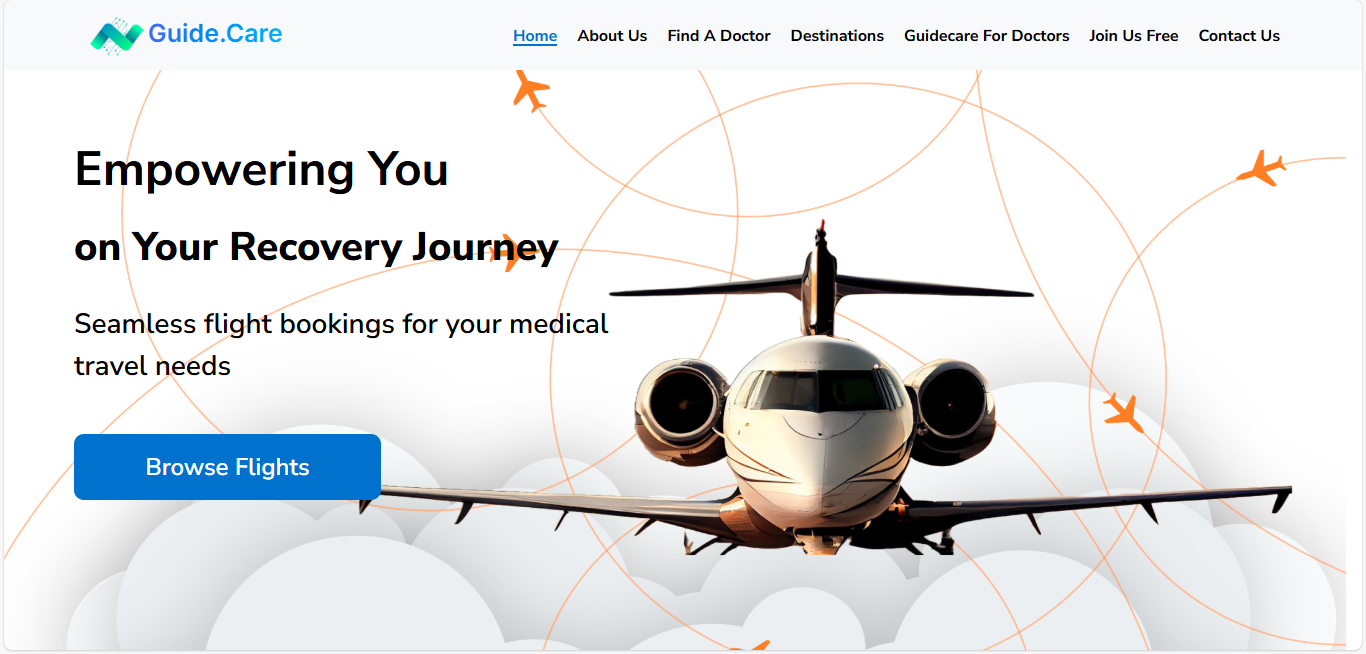 Guide.Care
Home About Us Find A Doctor Destinations Guidecare For Doctors Join Us Free Contact Us
Empowering You
on Your Recovery Journey
Seamless flight bookings for your medical
travel needs
Browse Flights